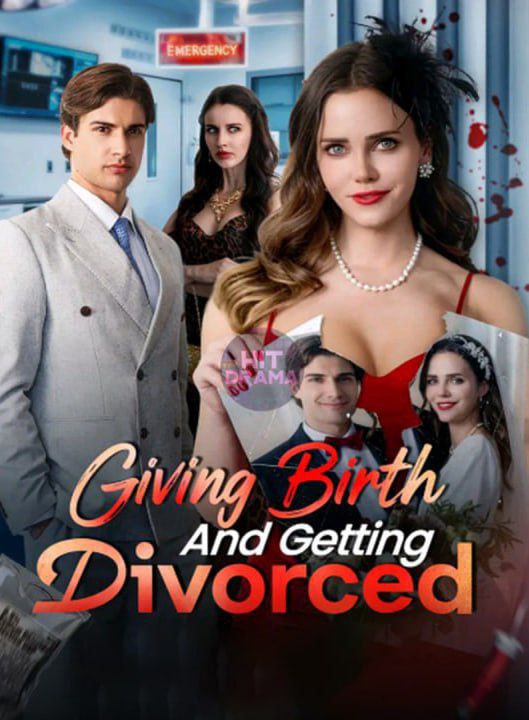 EMERGENCY
HIT
DRAMA
Giving Birth
And Getting
Divorced